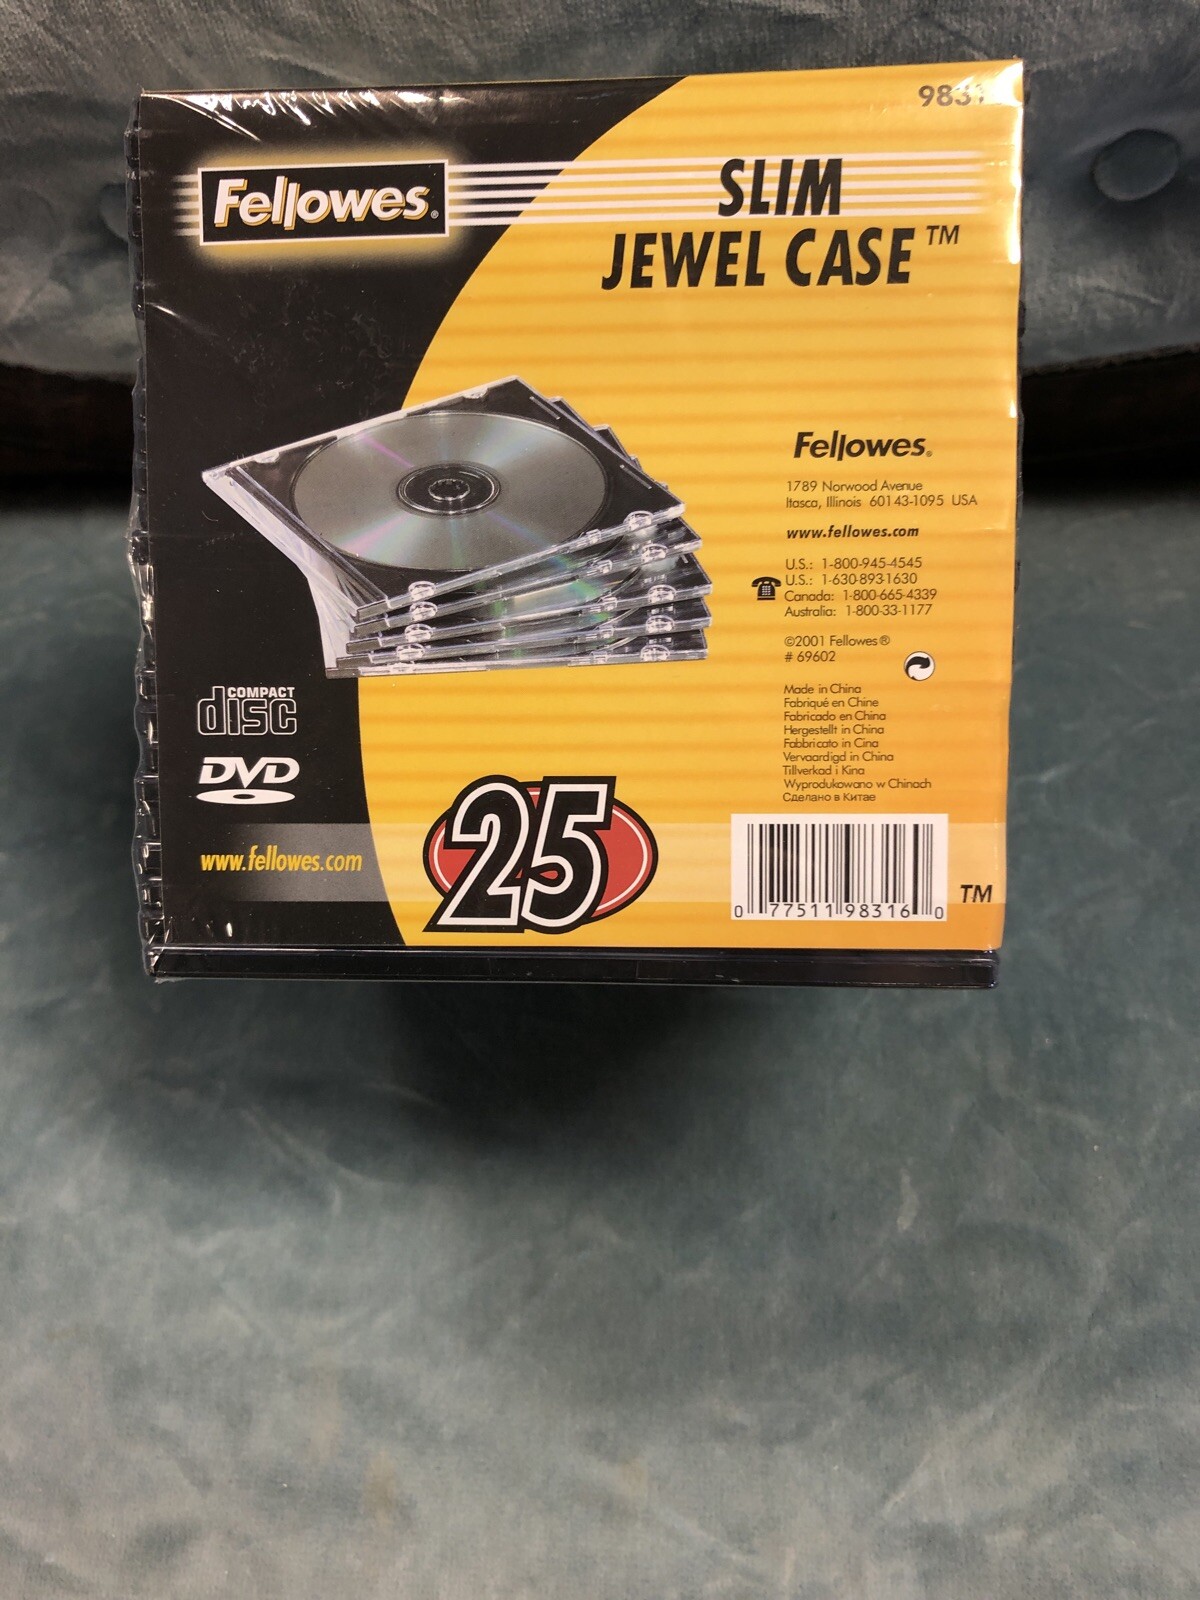 Fellowes®
SLIM
JEWEL CASE™
Fellowes®
1789 Norwood Avenue
Itasca, Illinois 60143-1095 USA
www.fellowes.com
U.S.: 1-800-945-4545
U.S.: 1-630-893-1630
Canada: 1-800-665-4339
Australia: 1-800-33-1177
©2001 Fellowes®
# 69602
Made in China
Fabriqué en Chine
Fabricado en China
Hergestellt in China
Fabbricato in Cina
Vervaardigd in China
Tillverkad i Kina
Wyprodukowano w Chinach
Сделано в Китае
COMPACT
disc
DVD
www.fellowes.com
25
0 77511 98316 0
TM